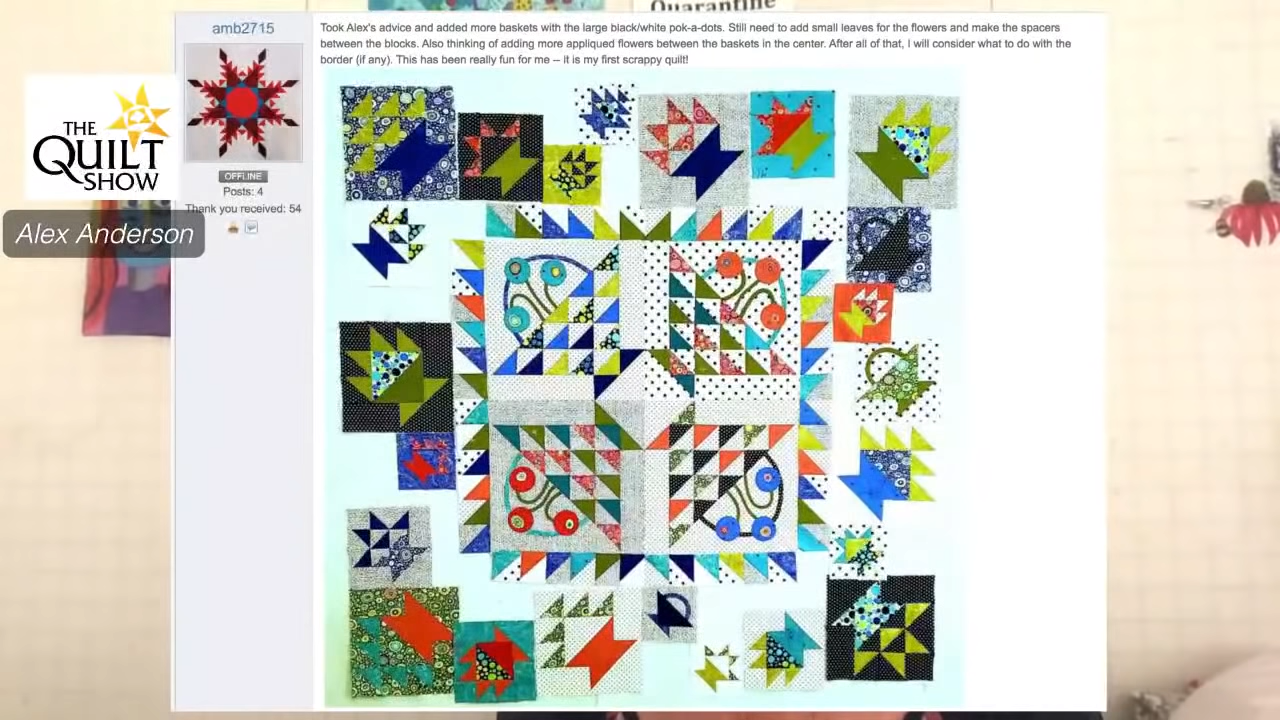 Quarantine
amb2715
Took Alex's advice and added more baskets with the large black/white pok-a-dots. Still need to add small leaves for the flowers and make the spacers
between the blocks. Also thinking of adding more appliqued flowers between the baskets in the center. After all of that, I will consider what to do with the
border (if any). This has been really fun for me -- it is my first scrappy quilt!
THE
QUILT
SHOW
OFFLINE
Posts: 4
Thank you received: 54
Alex Anderson